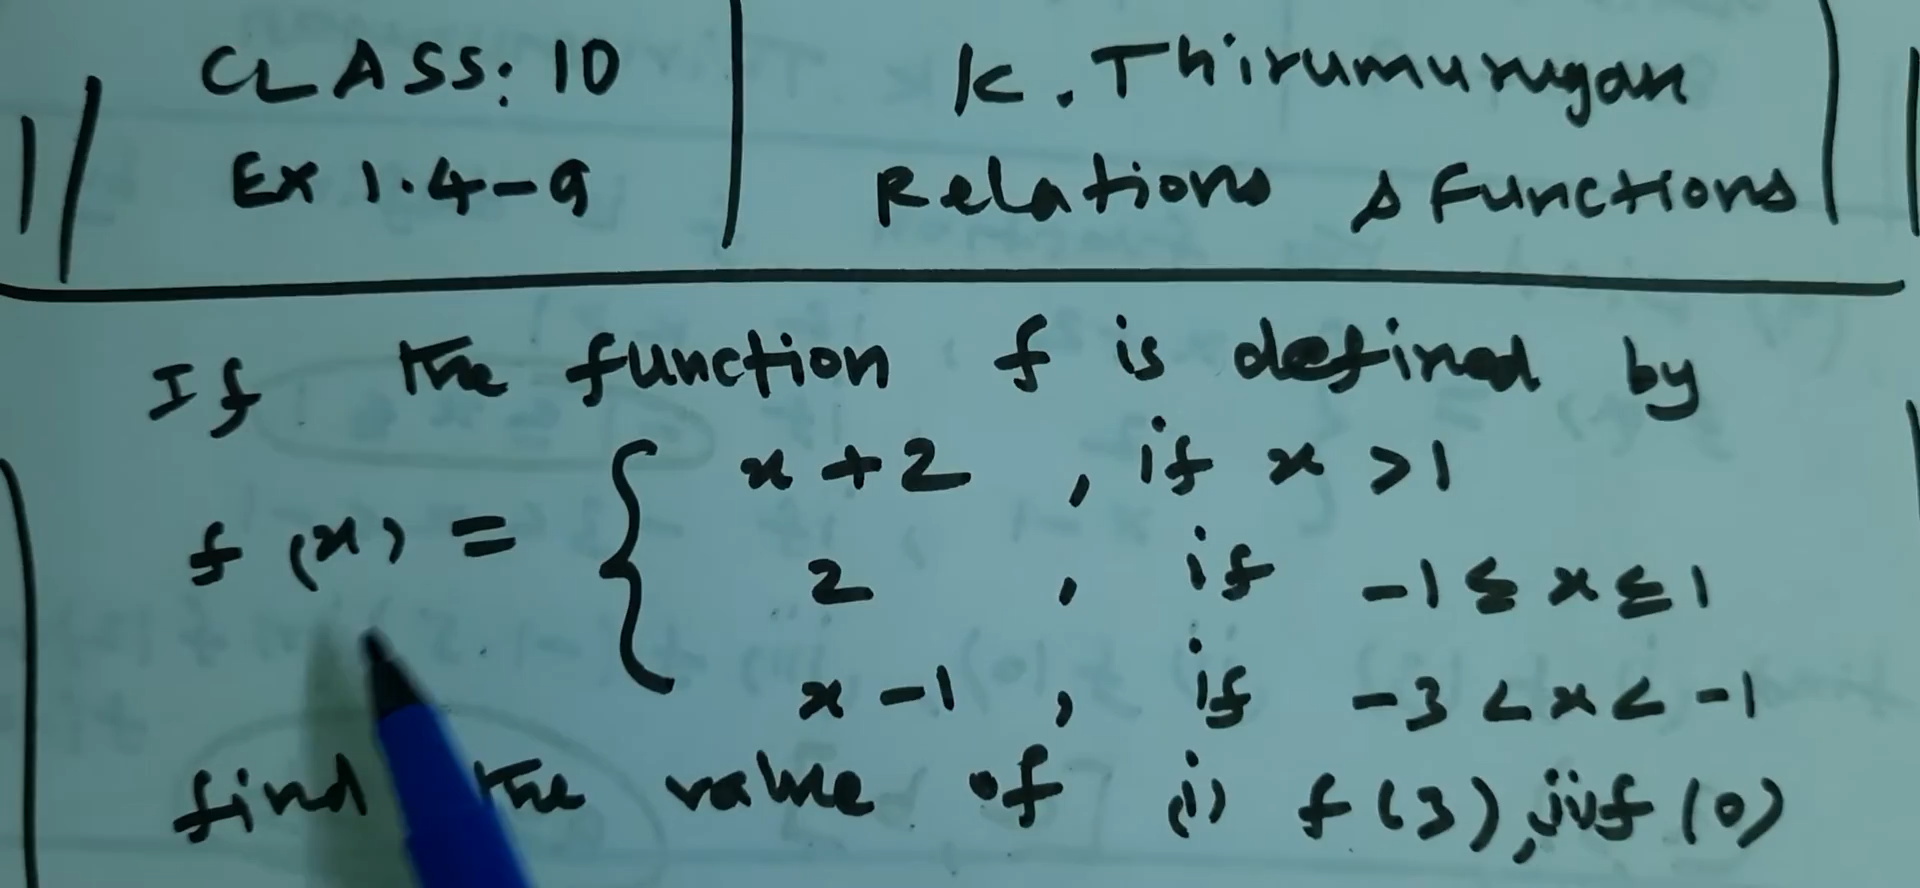 CLASS: 10
Ex 1.4-9
K. Thirumurugan
Relations & Functions
If the function f is defined by
f(x) = { x+2 , if x >1
2 , if -1 ≤ x ≤ 1
x-1 , if -3 < x < -1
find the value of (i) f(3), ii) f(0)